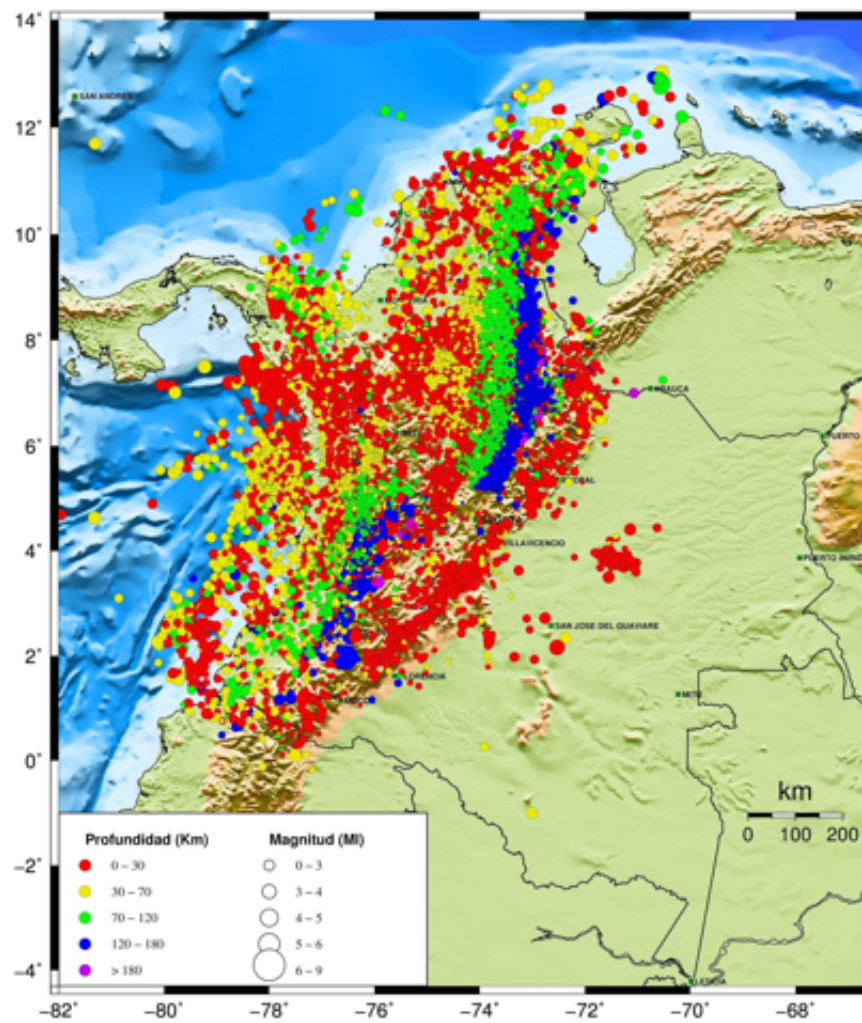 14°
12°
10°
8°
6°
4°
2°
0°
−2°
−4°
−82°
−80°
−78°
−76°
−74°
−72°
−70°
−68°
SAN ANDRES
PUERTO
VILLAVICENCIO
SAN JOSE DEL GUAVIARE
MITU
km
0 100 200
Profundidad (Km)
0 – 30
30 – 70
70 – 120
120 – 180
> 180
Magnitud (Ml)
0 – 3
3 – 4
4 – 5
5 – 6
6 – 9